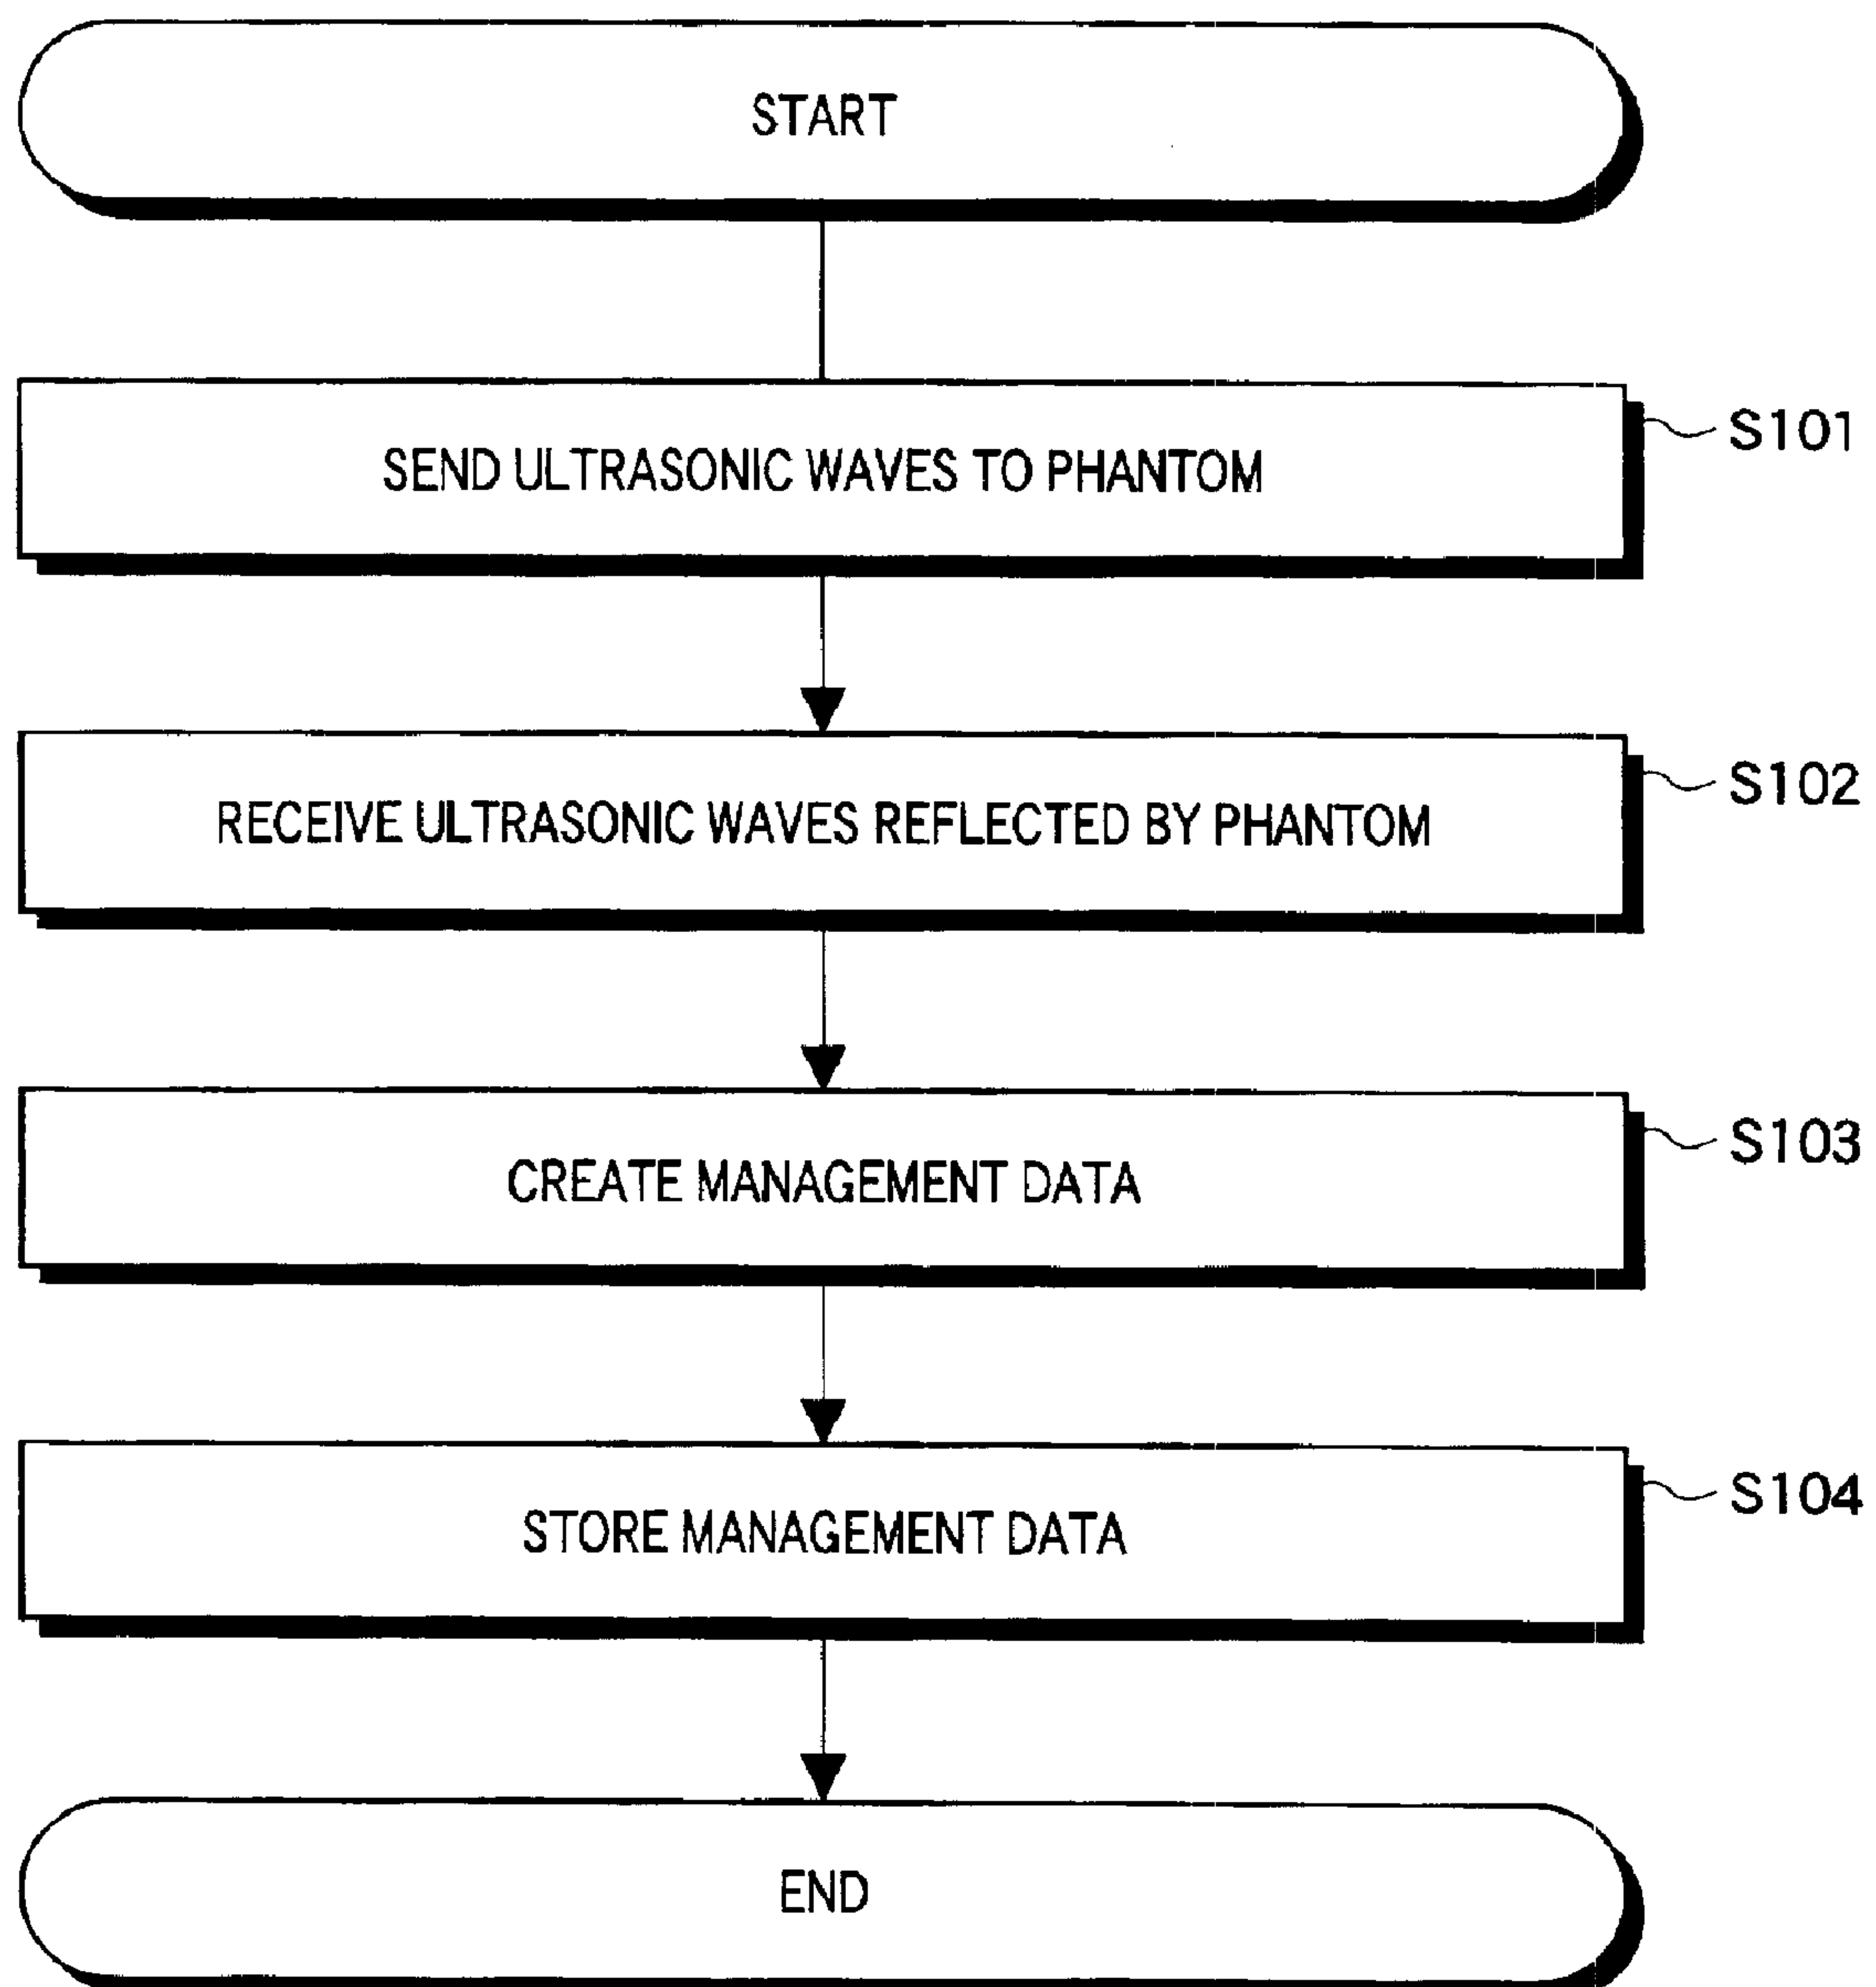 START
SEND ULTRASONIC WAVES TO PHANTOM
S101
RECEIVE ULTRASONIC WAVES REFLECTED BY PHANTOM
S102
CREATE MANAGEMENT DATA
S103
STORE MANAGEMENT DATA
S104
END